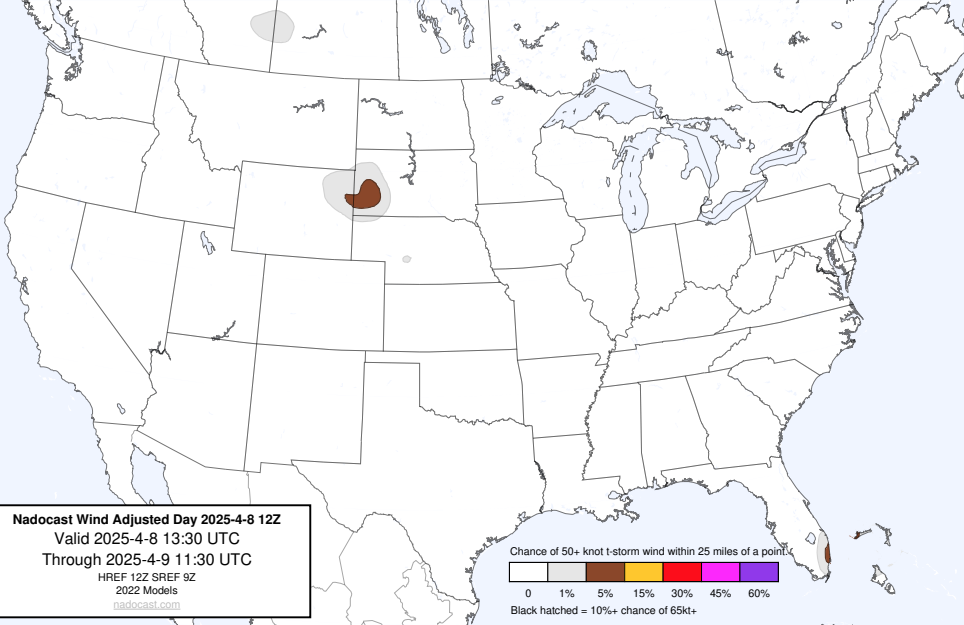 Nadocast Wind Adjusted Day 2025-4-8 12Z
Valid 2025-4-8 13:30 UTC
Through 2025-4-9 11:30 UTC
HREF 12Z SREF 9Z
2022 Models
nadocast.com
Chance of 50+ knot t-storm wind within 25 miles of a point.
0 1% 5% 15% 30% 45% 60%
Black hatched = 10%+ chance of 65kt+